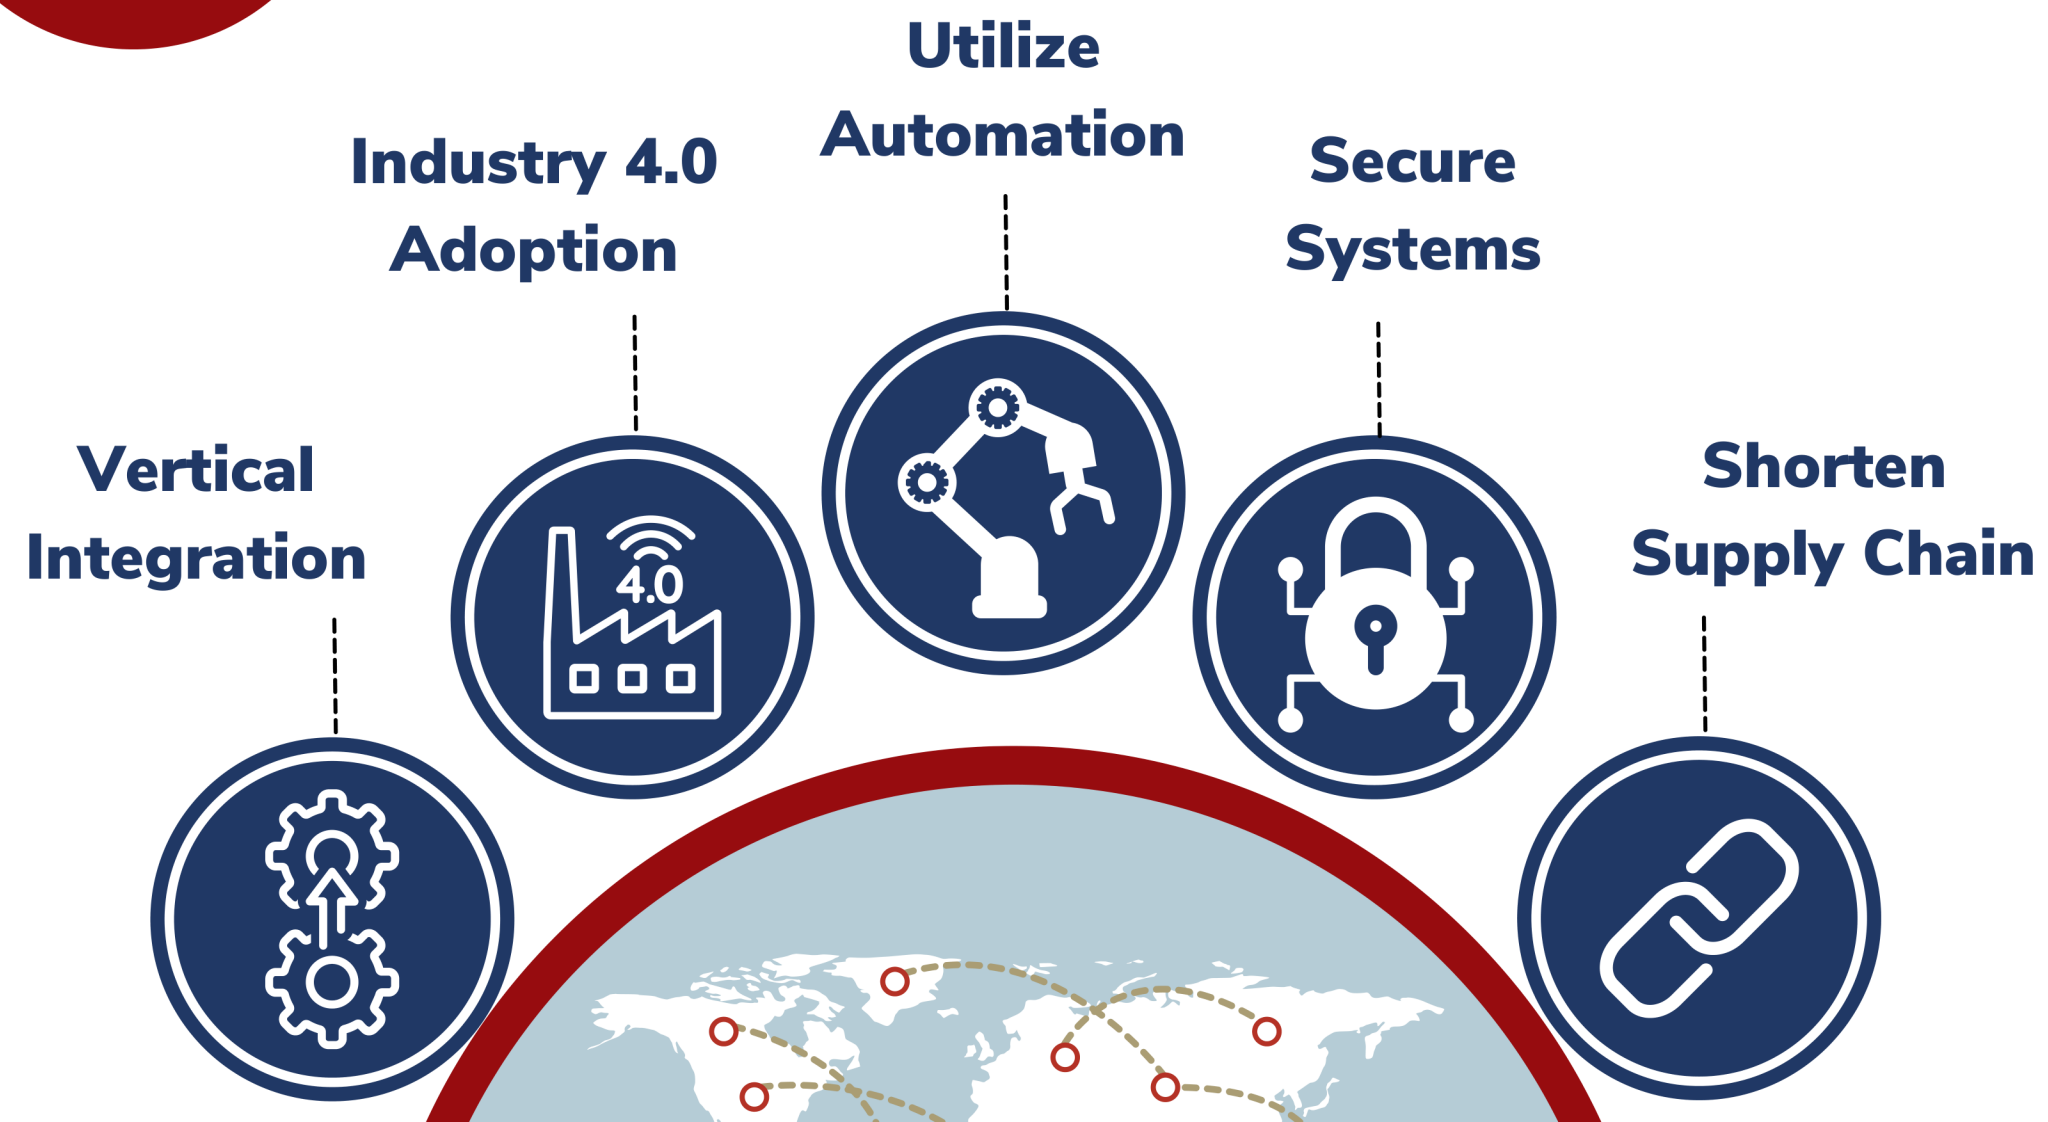 Utilize
Automation
Industry 4.0
Adoption
Secure
Systems
Vertical
Integration
Shorten
Supply Chain
4.0